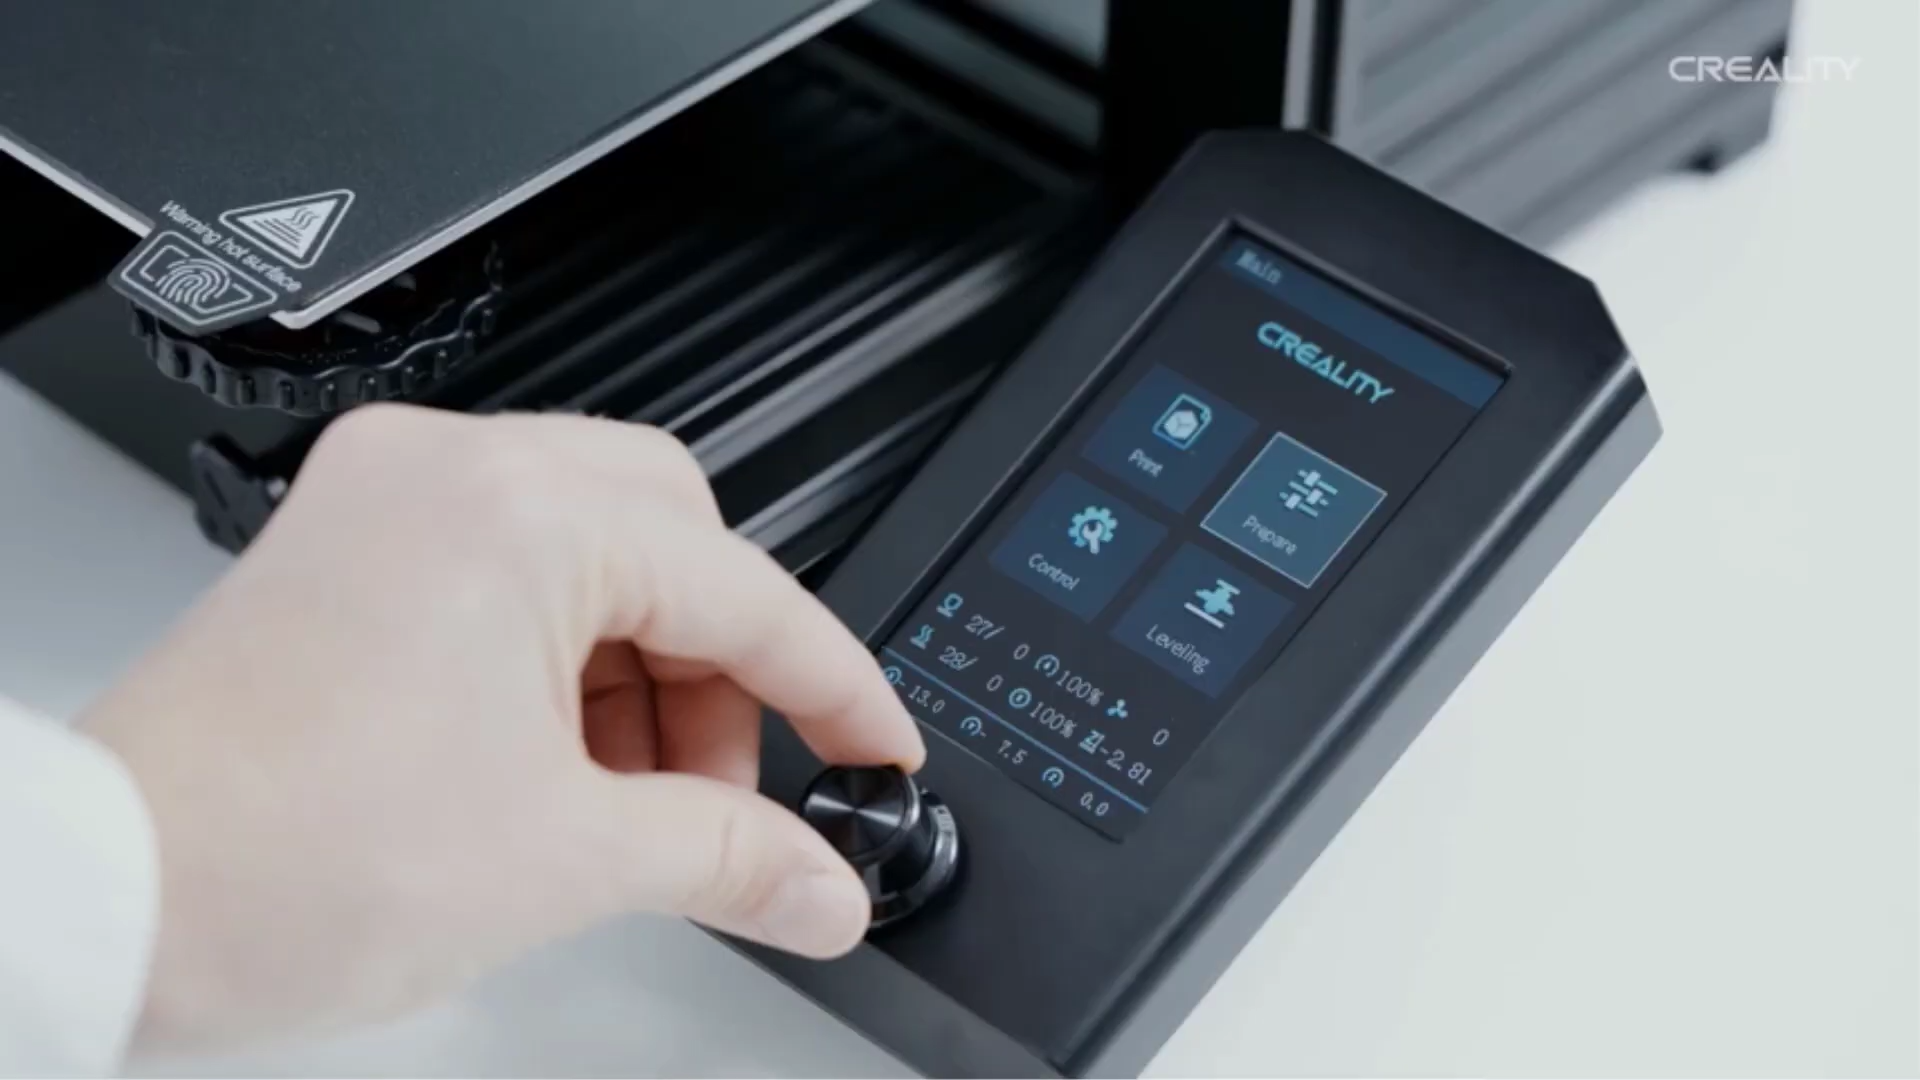 CREALITY
Warning hot surface
Main
CREALITY
Print
Prepare
Control
Leveling
27/ 0 100% 0
28/ 0 100% Z-2.81
- 13.0 - 7.5 0.0